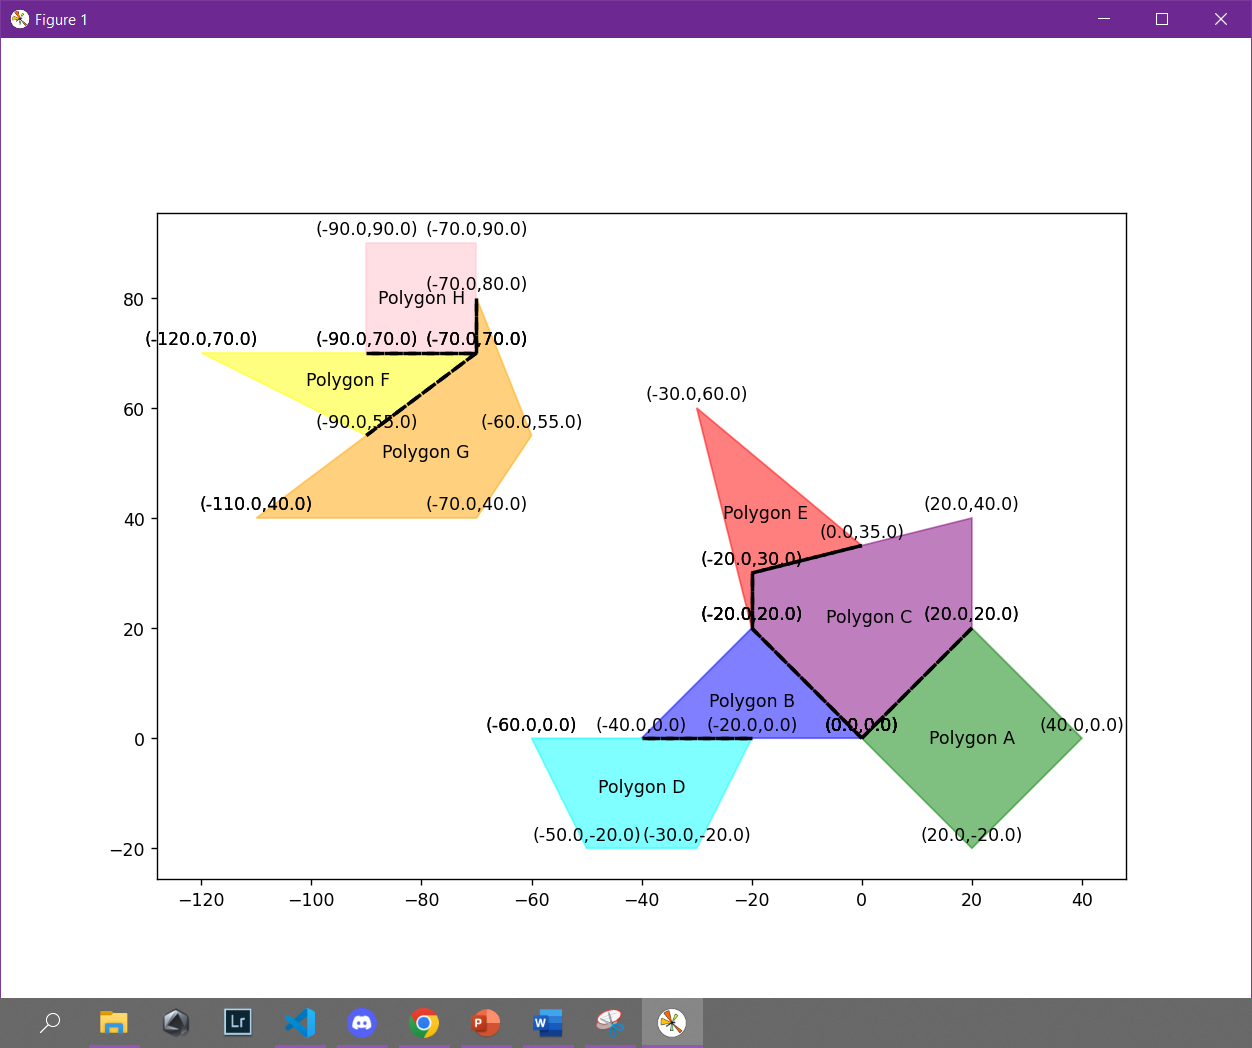 Figure 1
(-90.0,90.0) (-70.0,90.0)
(-70.0,80.0)
Polygon H
80
(-120.0,70.0) (-90.0,70.0) (-70.0,70.0)
Polygon F
60
(-90.0,55.0) (-60.0,55.0)
Polygon G
(-30.0,60.0)
(-110.0,40.0) (-70.0,40.0)
40
Polygon E
(20.0,40.0)
(0.0,35.0)
(-20.0,30.0)
(-20.0,20.0) (20.0,20.0)
Polygon C
20
Polygon B
(-60.0,0.0) (-40.0,0.0) (-20.0,0.0) (0.0,0.0) (40.0,0.0)
0
Polygon A
Polygon D
(-50.0,-20.0) (-30.0,-20.0) (20.0,-20.0)
−20
−120 −100 −80 −60 −40 −20 0 20 40
Lr
P
W